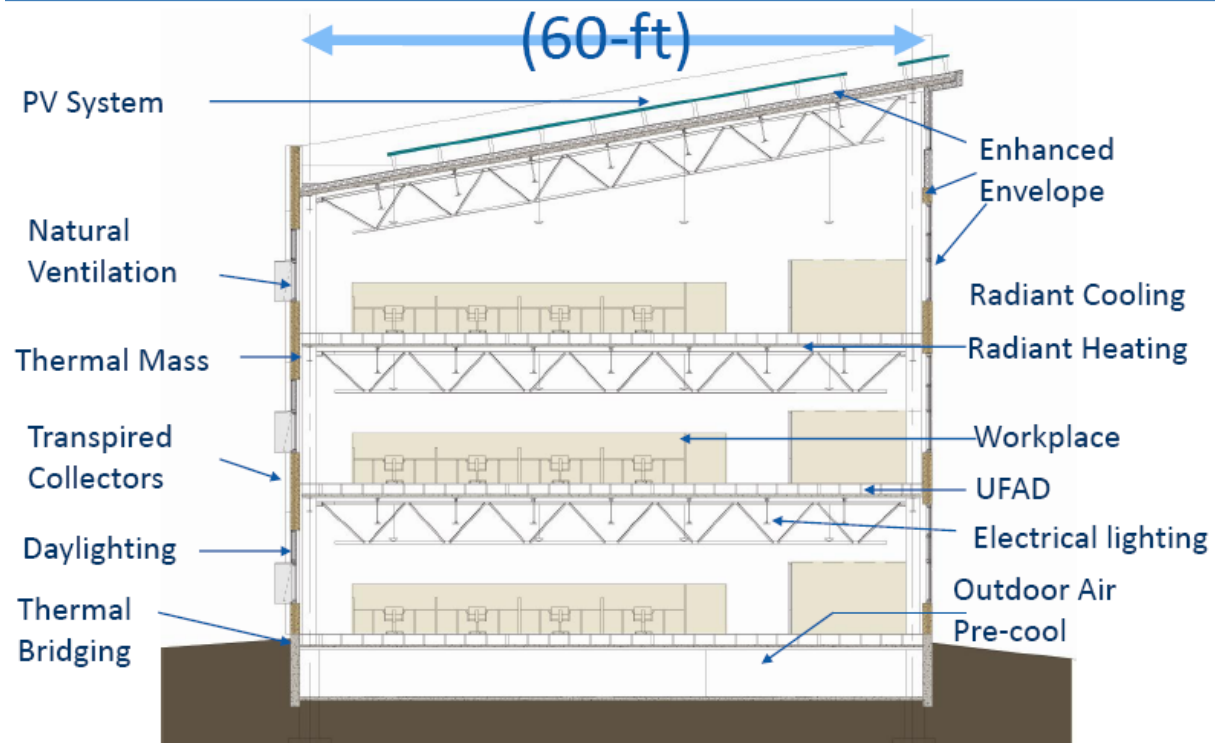 (60-ft)
PV System
Enhanced
Envelope
Natural
Ventilation
Radiant Cooling
Thermal Mass
Radiant Heating
Transpired
Collectors
Workplace
UFAD
Daylighting
Electrical lighting
Thermal
Bridging
Outdoor Air
Pre-cool